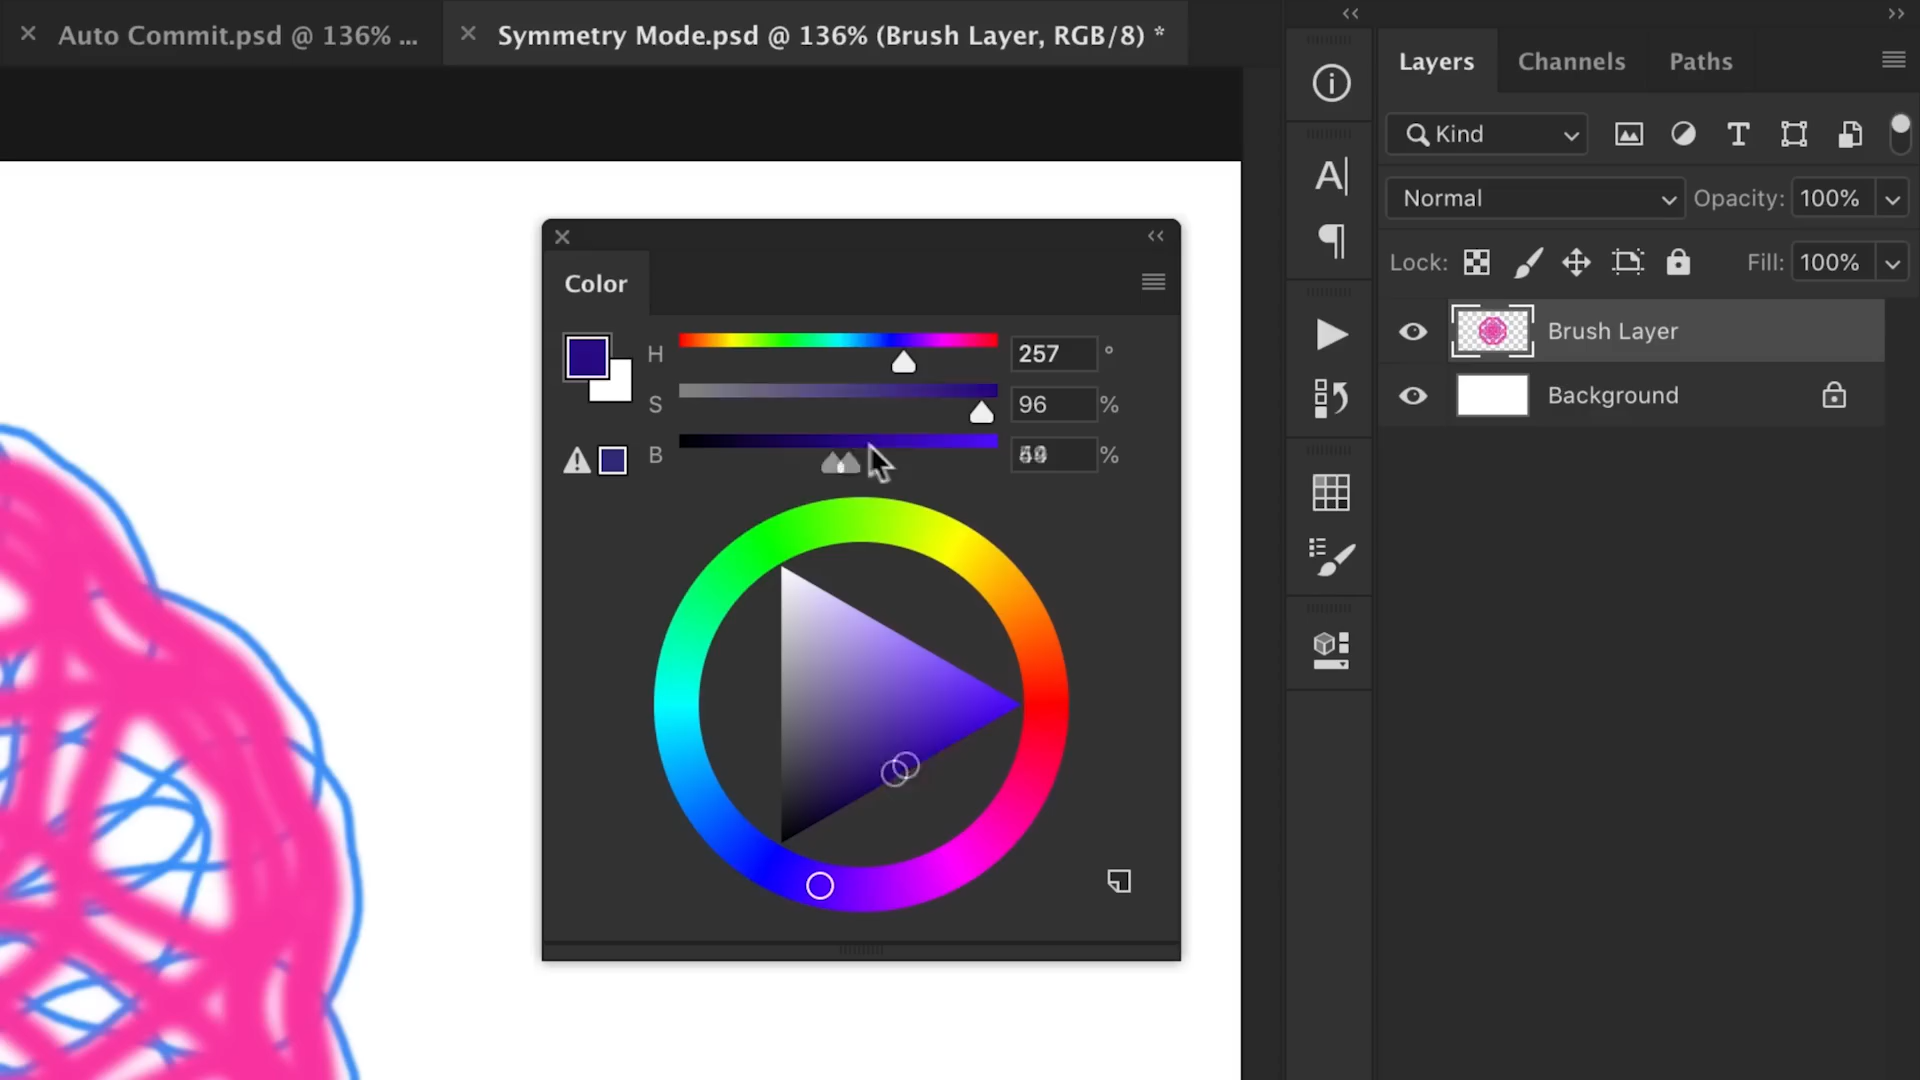 Auto Commit.psd @ 136% ...
Symmetry Mode.psd @ 136% (Brush Layer, RGB/8) *
Layers
Channels
Paths
Kind
Normal
Opacity: 100%
Lock:
Fill: 100%
Brush Layer
Background
Color
H 257 °
S 96 %
B %